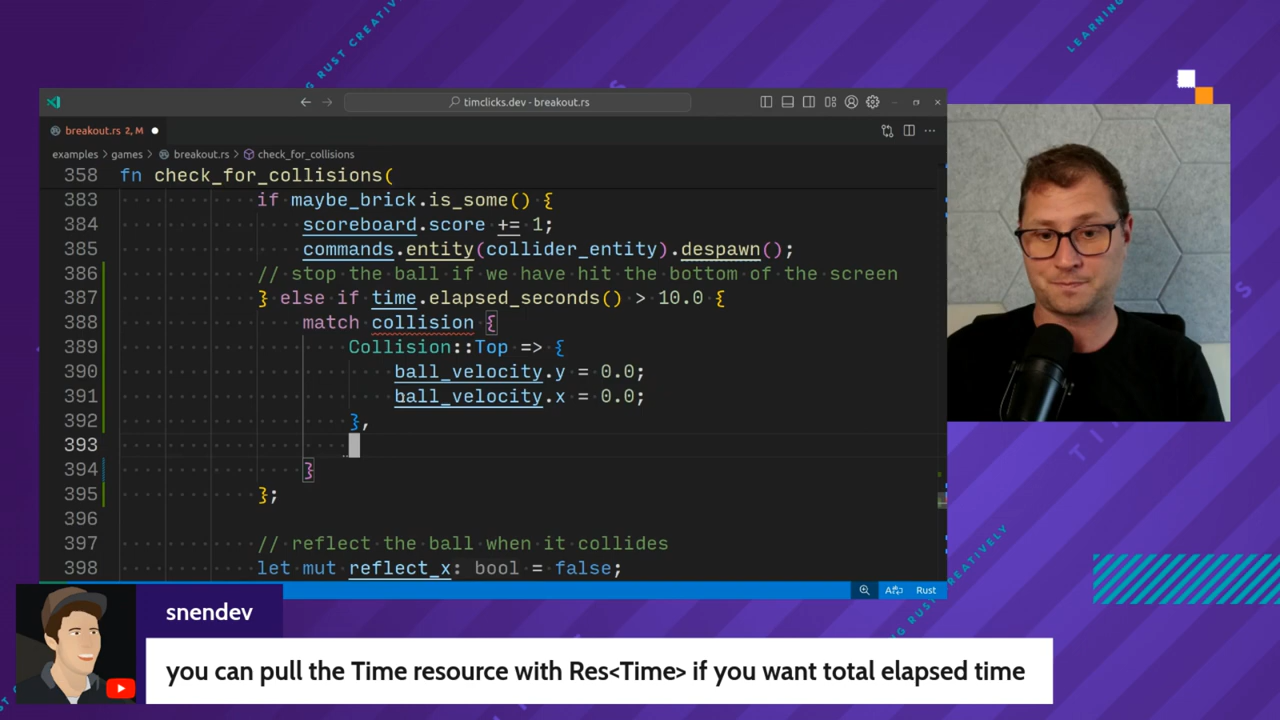 LEARNING RUST CREATIVELY
LEARNING
timclicks.dev - breakout.rs
breakout.rs 2, M
examples > games > breakout.rs > check_for_collisions
358 fn check_for_collisions(
383 if maybe_brick.is_some() {
384 scoreboard.score += 1;
385 commands.entity(collider_entity).despawn();
386 // stop the ball if we have hit the bottom of the screen
387 } else if time.elapsed_seconds() > 10.0 {
388 match collision {
389 Collision::Top => {
390 ball_velocity.y = 0.0;
391 ball_velocity.x = 0.0;
392 },
393
394 }
395 };
396
397 // reflect the ball when it collides
398 let mut reflect_x: bool = false;
Rust
snendev
you can pull the Time resource with Res<Time> if you want total elapsed time